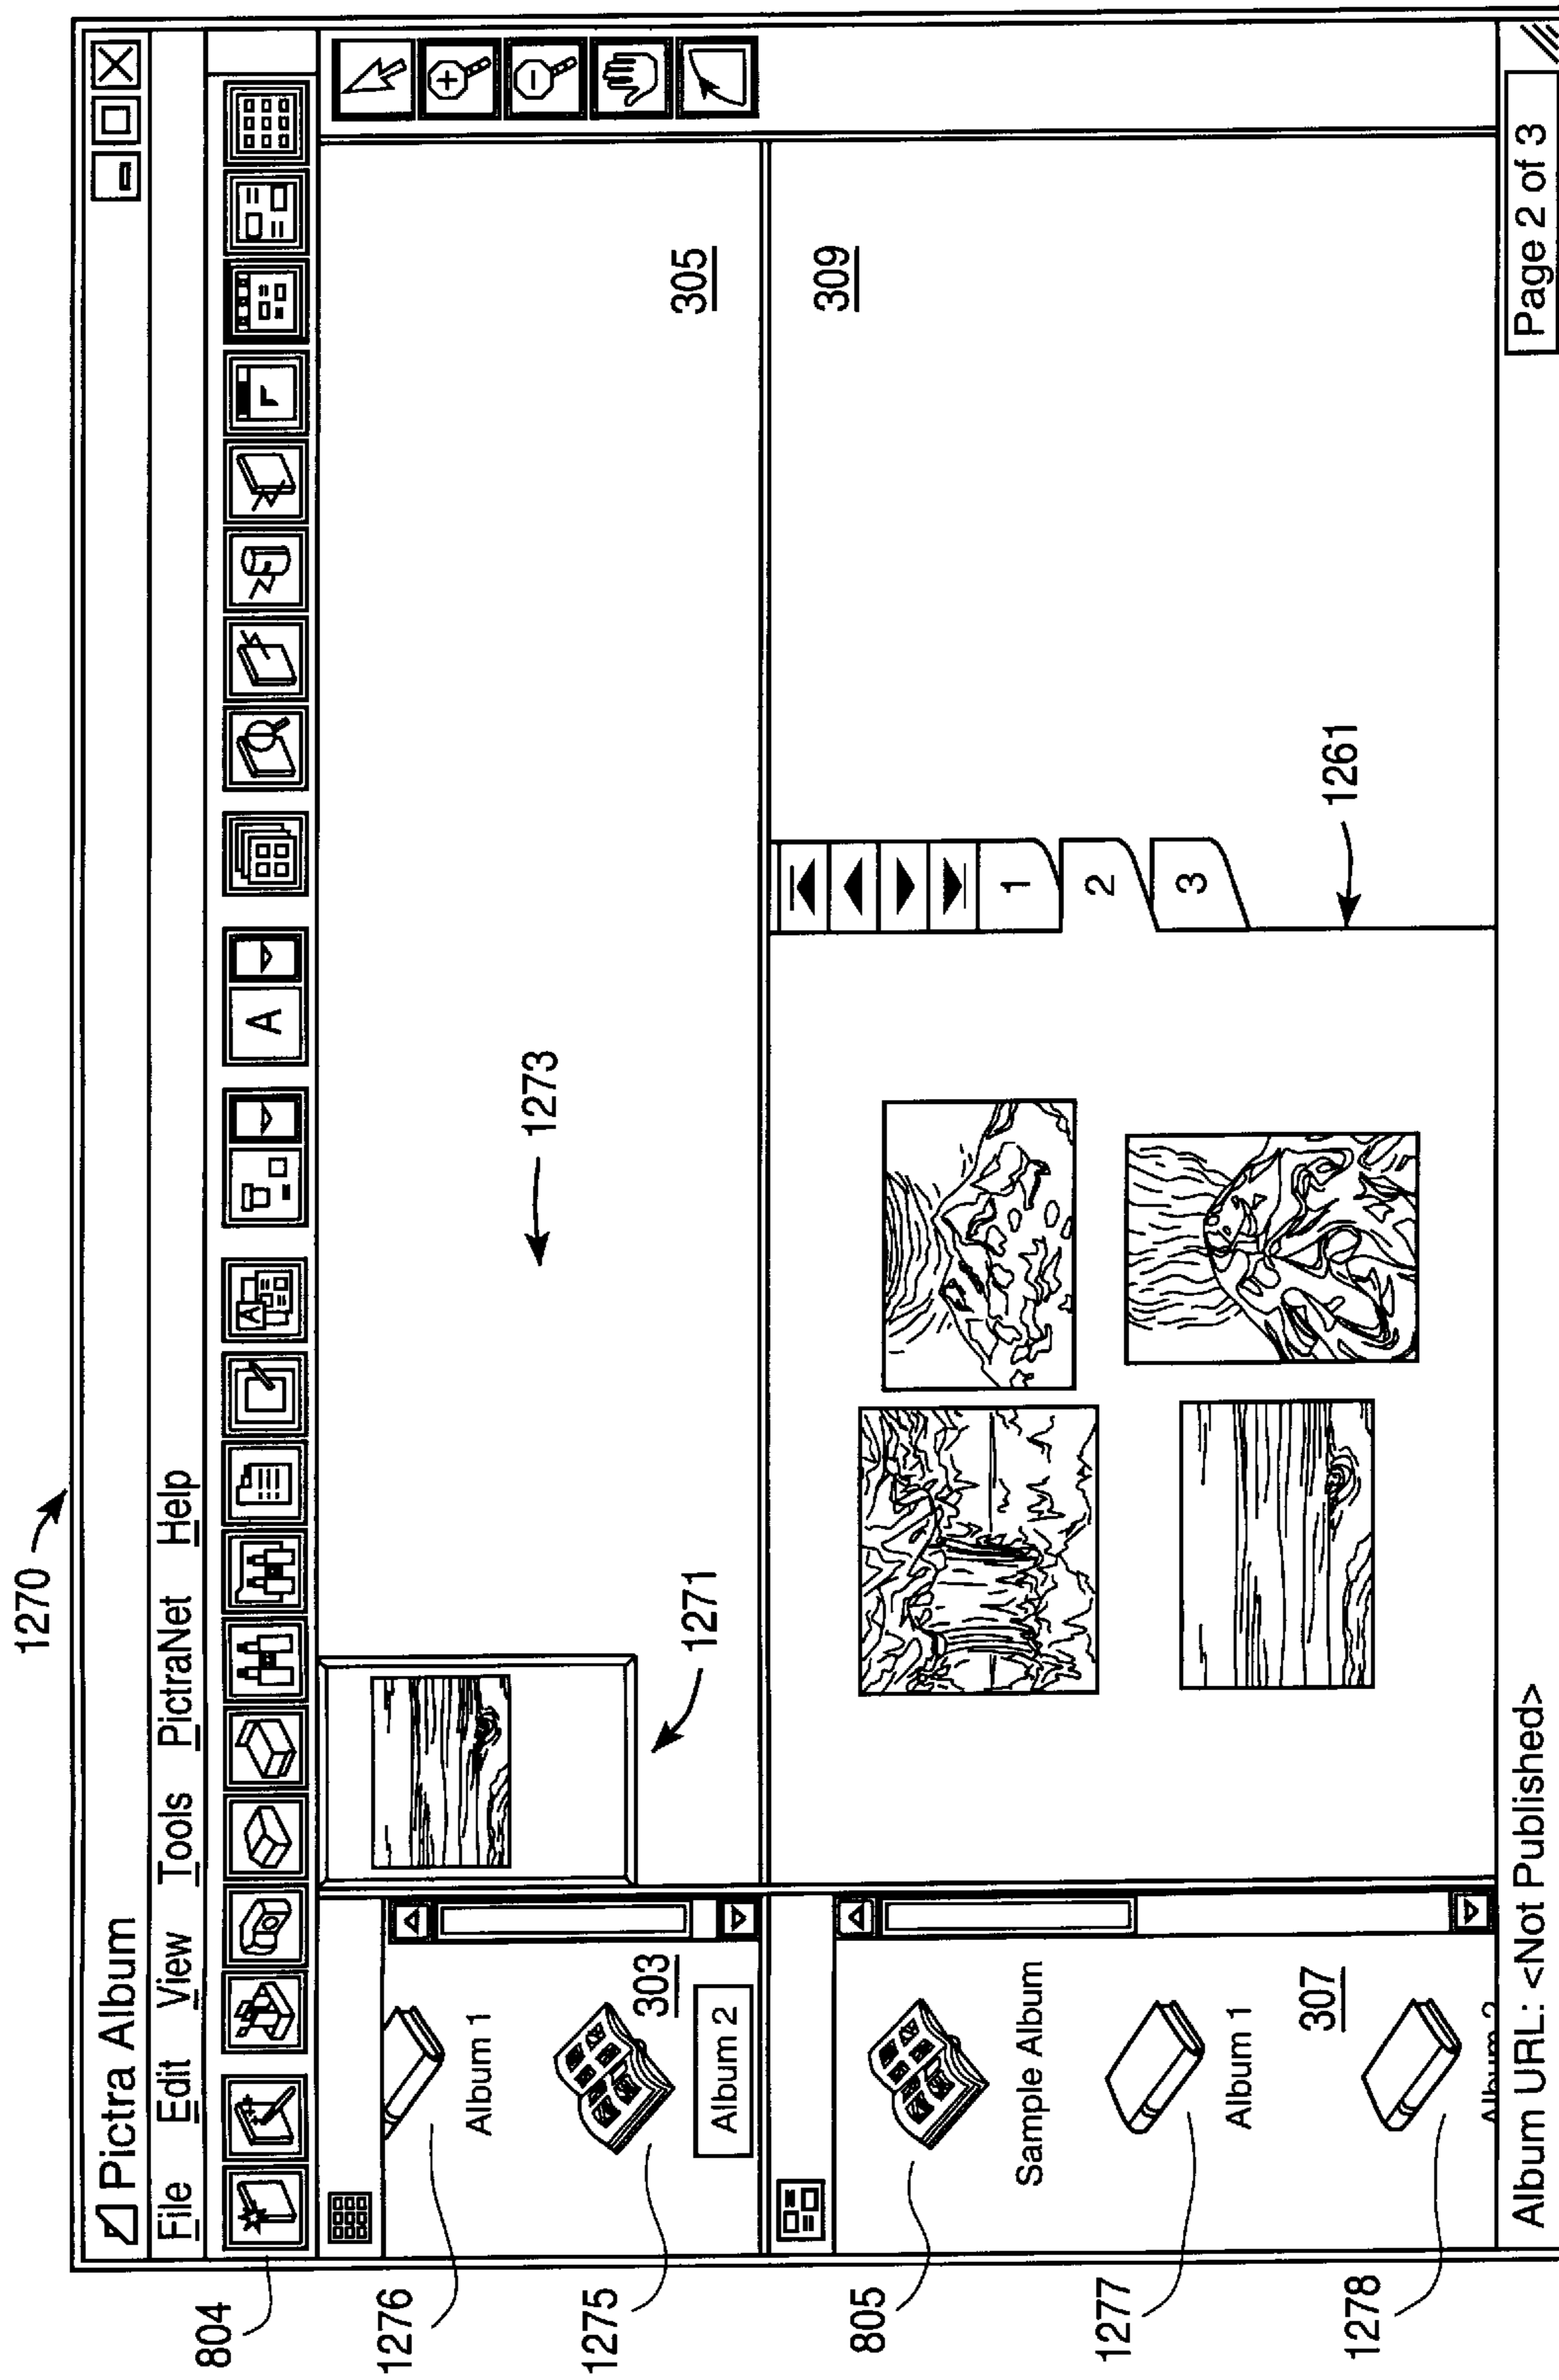 1270
Pictra Album
File Edit View Tools PictraNet Help
804
A
1276
Album 1
1273
1271
1275
303
305
Album 2
309
805
Sample Album
1
2
3
1277
Album 1
307
1261
1278
Album 2
Album URL: <Not Published>
Page 2 of 3